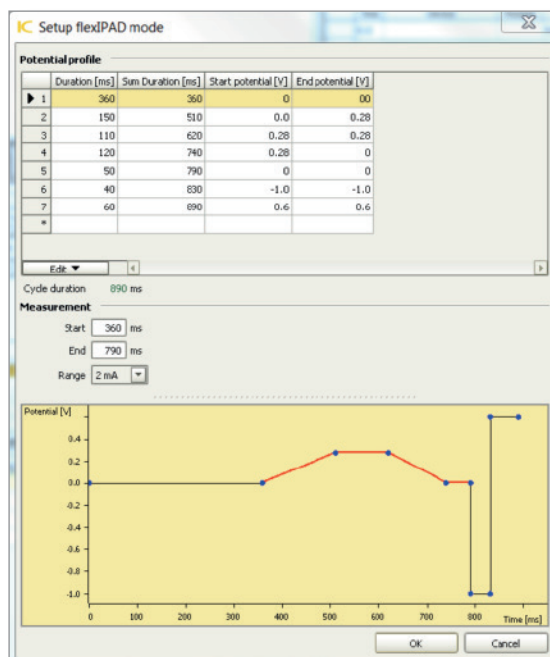 IC Setup flexIPAD mode
Potential profile
Duration [ms] Sum Duration [ms] Start potential [V] End potential [V]
1 360 360 0 00
2 150 510 0.0 0.28
3 110 620 0.28 0.28
4 120 740 0.28 0
5 50 790 0 0
6 40 830 -1.0 -1.0
7 60 890 0.6 0.6
*
Edit
Cycle duration 890 ms
Measurement
Start 360 ms
End 790 ms
Range 2 mA
Potential [V]
0.4
0.2
0.0
-0.2
-0.4
-0.6
-0.8
-1.0
0 100 200 300 400 500 600 700 800 Time [ms]
OK Cancel